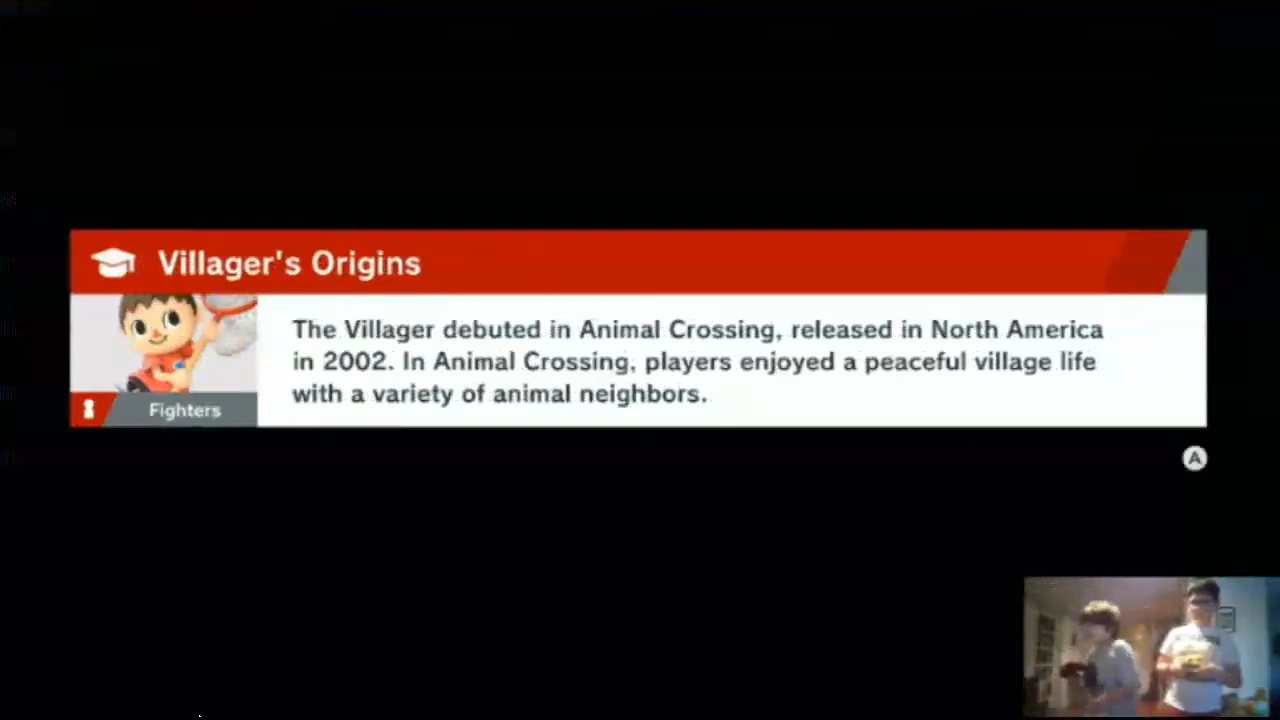 Villager's Origins
The Villager debuted in Animal Crossing, released in North America
in 2002. In Animal Crossing, players enjoyed a peaceful village life
with a variety of animal neighbors.
Fighters
A